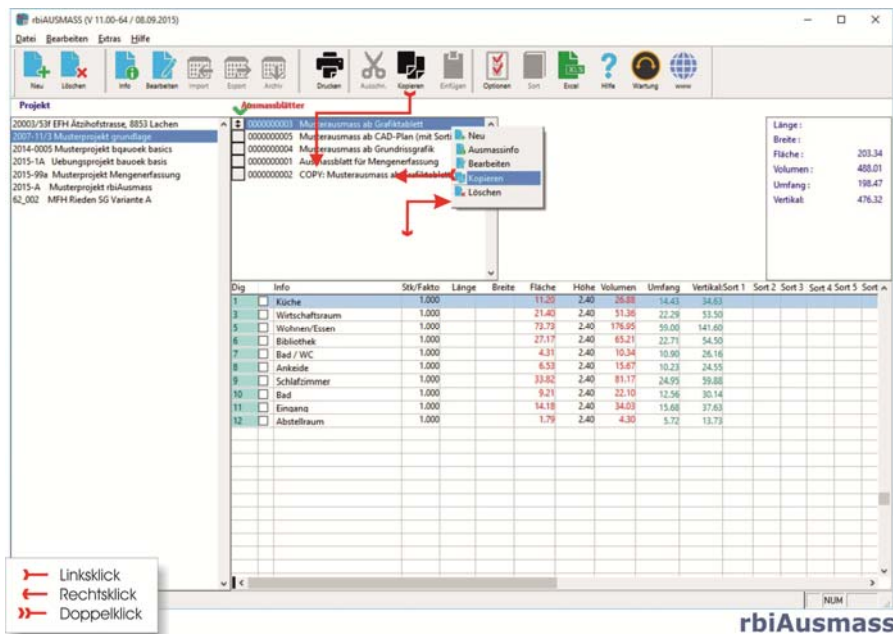 rbiAUSMASS (V 11.00-64 / 08.09.2015)
Datei Bearbeiten Extras Hilfe
Neu Löschen Info Bearbeiten Import Export Archiv Drucken Ausschn. Kopieren Einfügen Optionen Sort Excel Hilfe Wartung www
XLS
Projekt
20003/53f EFH Ätzihofstrasse, 8853 Lachen
2007-11/3 Musterprojekt grundlage
2014-0005 Musterprojekt bqauoek basics
2015-1A Uebungsprojekt bauoek basis
2015-99a Musterprojekt Mengenerfassung
2015-A Musterprojekt rbiAusmass
62_002 MFH Rieden SG Variante A
Ausmassblätter
0000000003 Musterausmass ab Grafiktablett
0000000005 Musterausmass ab CAD-Plan (mit Sorti
0000000004 Musterausmass ab Grundrissgrafik
0000000001 Ausmassblatt für Mengenerfassung
0000000002 COPY: Musterausmass ab Grafiktablett
Neu
Ausmassinfo
Bearbeiten
Kopieren
Löschen
Länge :
Breite :
Fläche : 203.34
Volumen : 488.01
Umfang : 198.47
Vertikal: 476.32
Dig Info Stk/Fakto Länge Breite Fläche Höhe Volumen Umfang Vertikal: Sort 1 Sort 2 Sort 3 Sort 4 Sort 5 Sort
1 Küche 1.000 11.20 2.40 26.88 14.43 34.63
3 Wirtschaftsraum 1.000 21.40 2.40 51.36 22.29 53.50
5 Wohnen/Essen 1.000 73.73 2.40 176.95 59.00 141.60
6 Bibliothek 1.000 27.17 2.40 65.21 22.71 54.50
7 Bad / WC 1.000 4.31 2.40 10.34 10.90 26.16
8 Ankeide 1.000 6.53 2.40 15.67 10.23 24.55
9 Schlafzimmer 1.000 33.82 2.40 81.17 24.95 59.88
10 Bad 1.000 9.21 2.40 22.10 12.56 30.14
11 Eingang 1.000 14.18 2.40 34.03 15.68 37.63
12 Abstellraum 1.000 1.79 2.40 4.30 5.72 13.73
Linksklick
Rechtsklick
Doppelklick
NUM
rbiAusmass